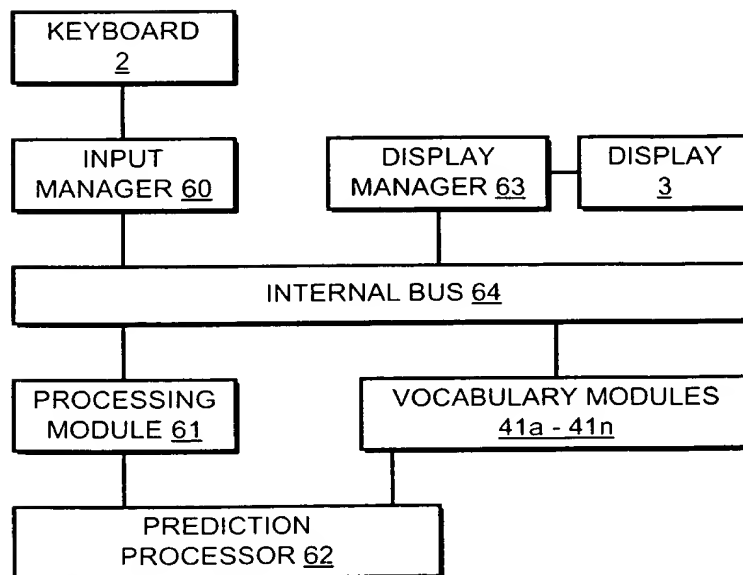 KEYBOARD
2
INPUT
MANAGER 60
DISPLAY
MANAGER 63
DISPLAY
3
INTERNAL BUS 64
PROCESSING
MODULE 61
VOCABULARY MODULES
41a - 41n
PREDICTION
PROCESSOR 62